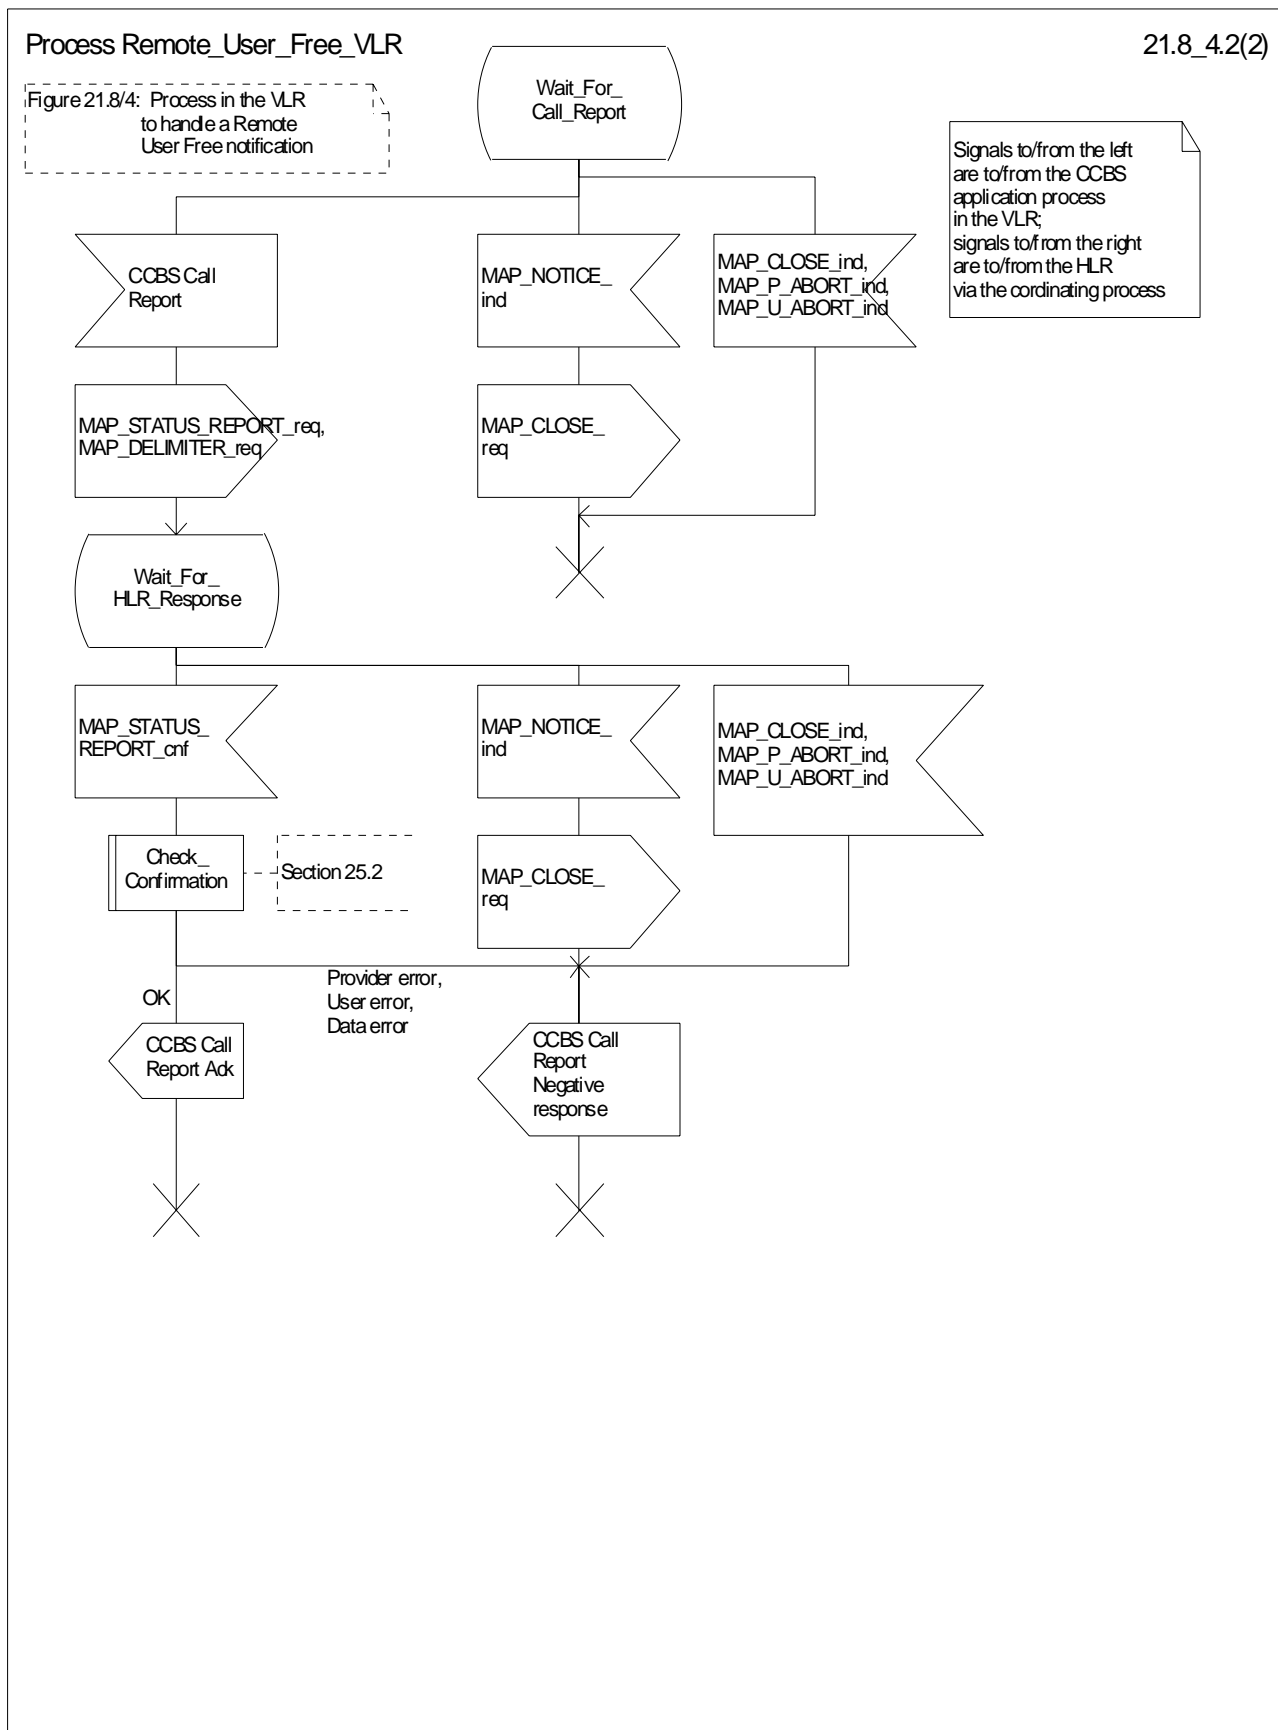 Process Remote_User_Free_VLR
21.8_4.2(2)
Figure 21.8/4: Process in the VLR
to handle a Remote
User Free notification
Wait_For_
Call_Report
Signals to/from the left
are to/from the CCBS
application process
in the VLR;
signals to/from the right
are to/from the HLR
via the cordinating process
CCBS Call
Report
MAP_NOTICE_
ind
MAP_CLOSE_ind,
MAP_P_ABORT_ind,
MAP_U_ABORT_ind
MAP_STATUS_REPORT_req,
MAP_DELIMITER_req
MAP_CLOSE_
req
Wait_For_
HLR_Response
MAP_STATUS_
REPORT_cnf
MAP_NOTICE_
ind
MAP_CLOSE_ind,
MAP_P_ABORT_ind,
MAP_U_ABORT_ind
Check_
Confirmation
Section 25.2
MAP_CLOSE_
req
Provider error,
User error,
Data error
OK
CCBS Call
Report Ack
CCBS Call
Report
Negative
response